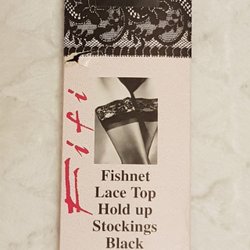 Fifi
Fishnet
Lace Top
Hold up
Stockings
Black